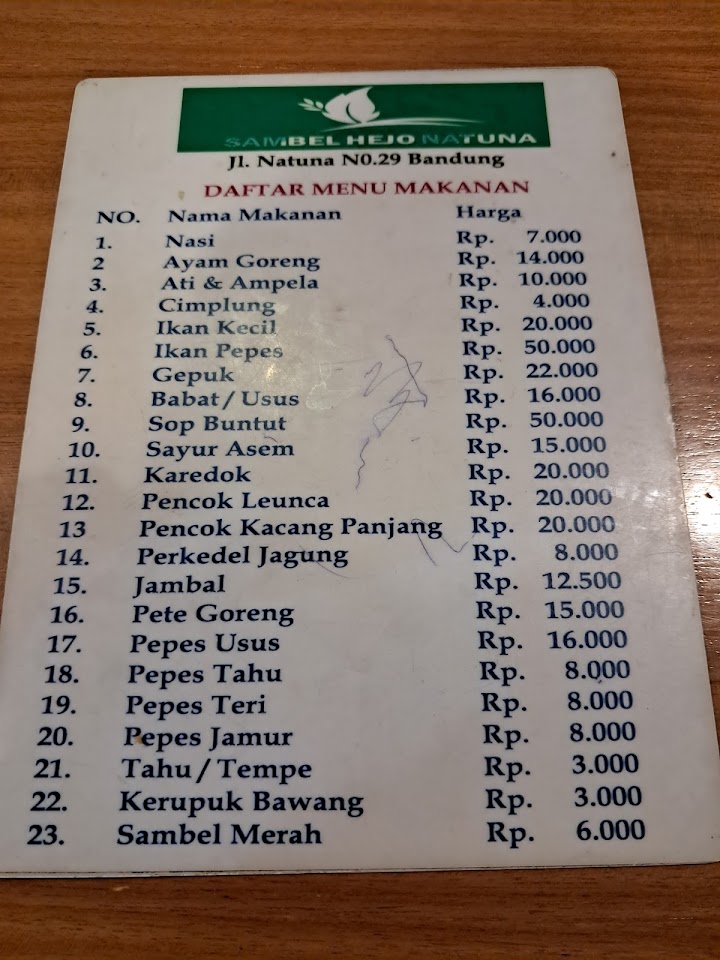 SAMBEL HEJO NATUNA
Jl. Natuna N0.29 Bandung
DAFTAR MENU MAKANAN
NO. Nama Makanan Harga
1. Nasi Rp. 7.000
2 Ayam Goreng Rp. 14.000
3. Ati & Ampela Rp. 10.000
4. Cimplung Rp. 4.000
5. Ikan Kecil Rp. 20.000
6. Ikan Pepes Rp. 50.000
7. Gepuk Rp. 22.000
8. Babat / Usus Rp. 16.000
9. Sop Buntut Rp. 50.000
10. Sayur Asem Rp. 15.000
11. Karedok Rp. 20.000
12. Pencok Leunca Rp. 20.000
13 Pencok Kacang Panjang Rp. 20.000
14. Perkedel Jagung Rp. 8.000
15. Jambal Rp. 12.500
16. Pete Goreng Rp. 15.000
17. Pepes Usus Rp. 16.000
18. Pepes Tahu Rp. 8.000
19. Pepes Teri Rp. 8.000
20. Pepes Jamur Rp. 8.000
21. Tahu / Tempe Rp. 3.000
22. Kerupuk Bawang Rp. 3.000
23. Sambel Merah Rp. 6.000